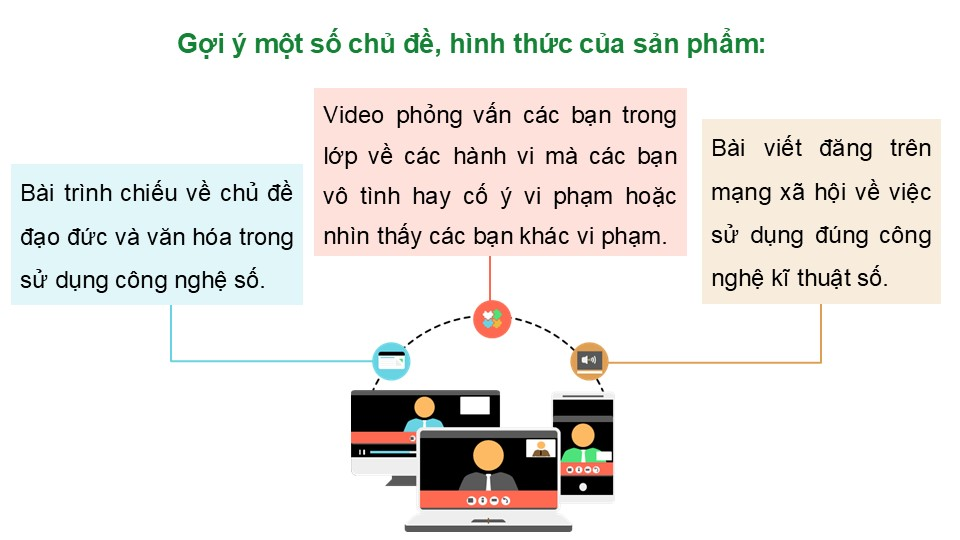 Gợi ý một số chủ đề, hình thức của sản phẩm:
Bài trình chiếu về chủ đề
đạo đức và văn hóa trong
sử dụng công nghệ số.
Video phỏng vấn các bạn trong
lớp về các hành vi mà các bạn
vô tình hay cố ý vi phạm hoặc
nhìn thấy các bạn khác vi phạm.
Bài viết đăng trên
mạng xã hội về việc
sử dụng đúng công
nghệ kĩ thuật số.